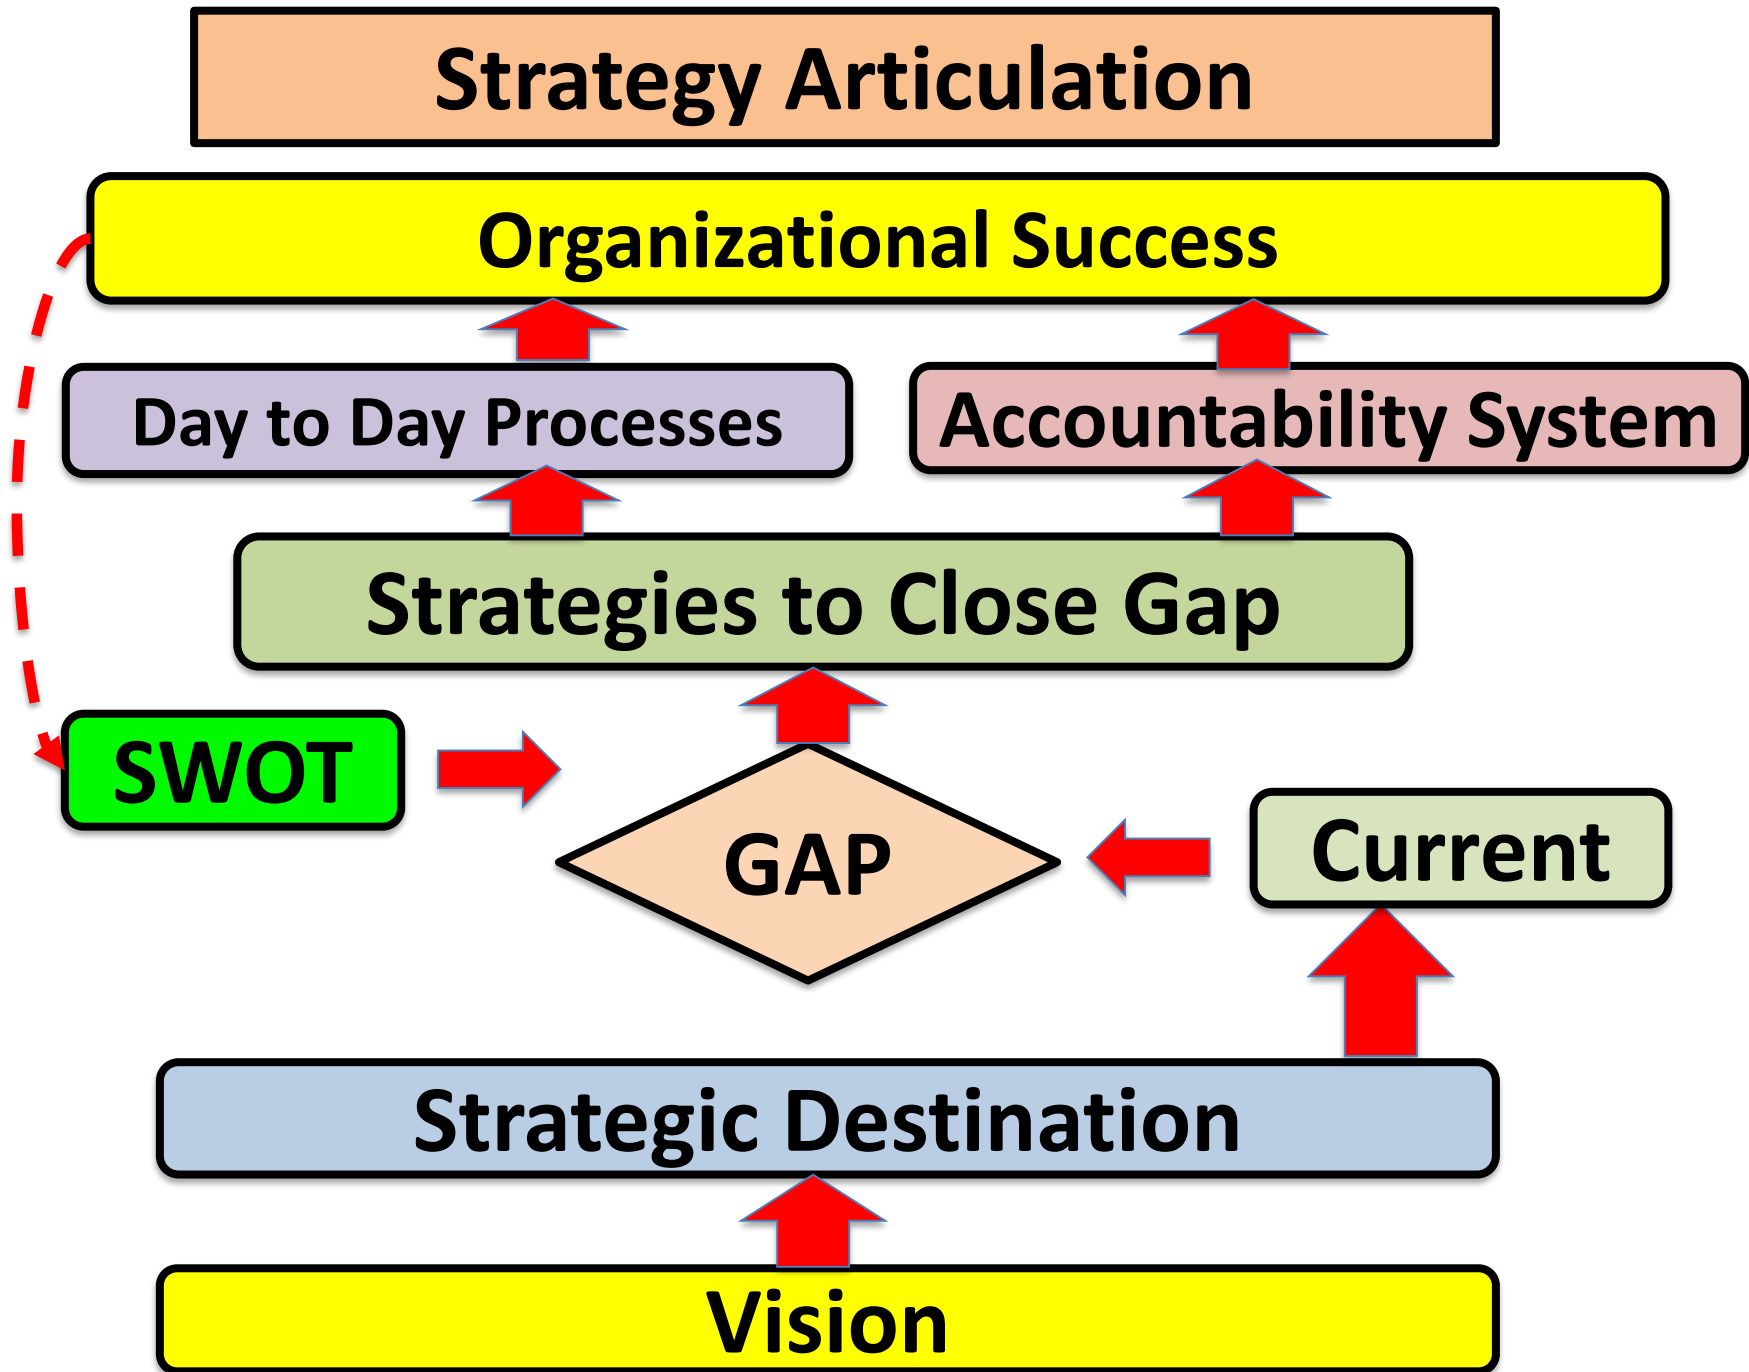 Strategy Articulation
Organizational Success
Day to Day Processes
Accountability System
Strategies to Close Gap
SWOT
GAP
Current
Strategic Destination
Vision